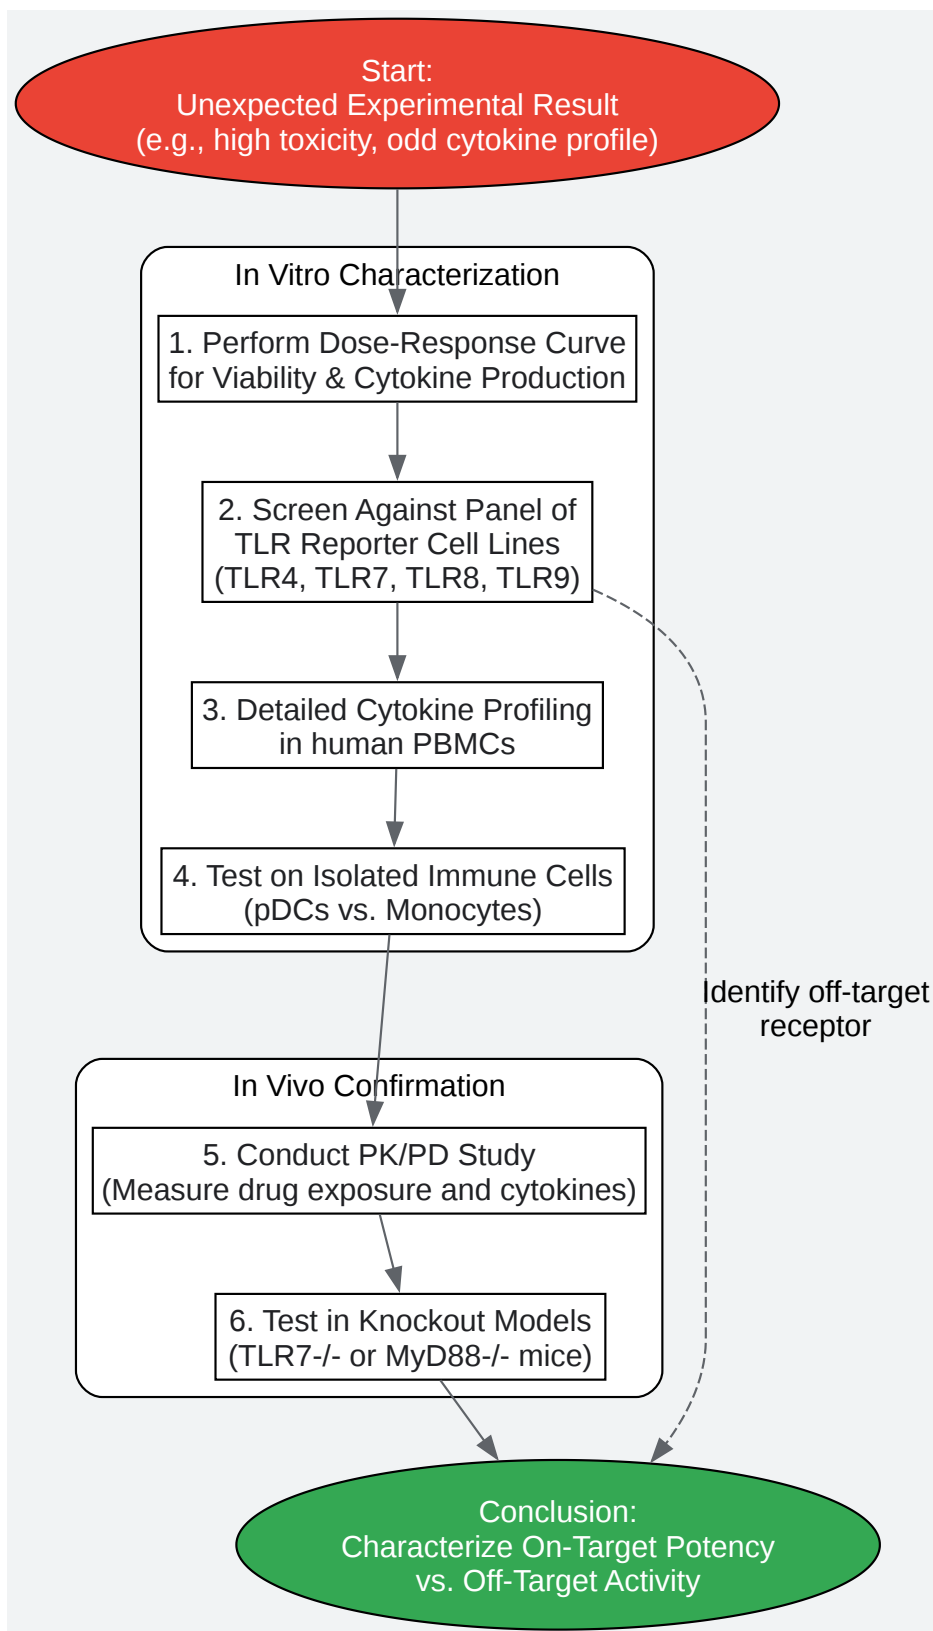 Start:
Unexpected Experimental Result
(e.g., high toxicity, odd cytokine profile)
In Vitro Characterization
1. Perform Dose-Response Curve
for Viability & Cytokine Production
2. Screen Against Panel of
TLR Reporter Cell Lines
(TLR4, TLR7, TLR8, TLR9)
3. Detailed Cytokine Profiling
in human PBMCs
4. Test on Isolated Immune Cells
(pDCs vs. Monocytes)
Identify off-target
receptor
In Vivo Confirmation
5. Conduct PK/PD Study
(Measure drug exposure and cytokines)
6. Test in Knockout Models
(TLR7-/- or MyD88-/- mice)
Conclusion:
Characterize On-Target Potency
vs. Off-Target Activity